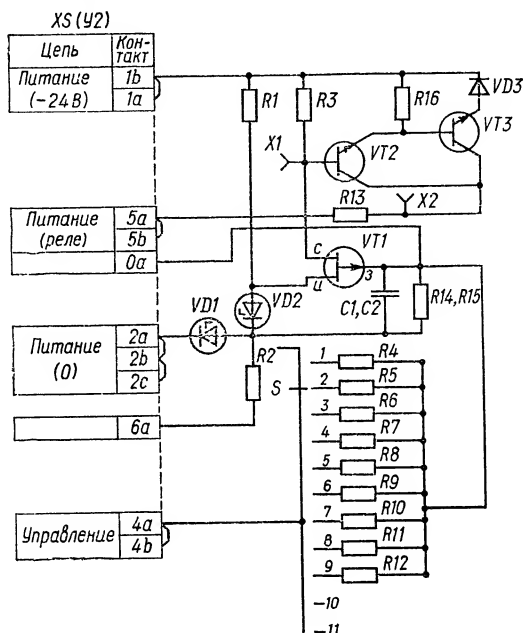 XS (У2)
Цепь Кон-
такт
Питание
(-24В)
1b
1a
R1
R3
R16
VD3
VT3
X1
VT2
R13
X2
Питание
(реле)
5a
5b
0a
VT1
с
и
з
C1,C2
R14,R15
VD1
VD2
Питание
(0)
2a
2b
2c
R2
S
6a
1 R4
2 R5
3 R6
4 R7
5 R8
6 R9
7 R10
8 R11
9 R12
-10
-11
Управление
4a
4b